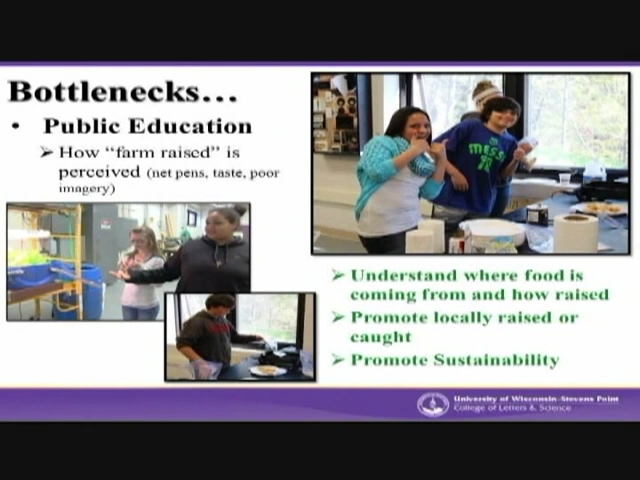 Bottlenecks...
• Public Education
➢ How "farm raised" is
perceived (net pens, taste, poor
imagery)
MESS
➢ Understand where food is
coming from and how raised
➢ Promote locally raised or
caught
➢ Promote Sustainability
University of Wisconsin-Stevens Point
College of Letters & Science